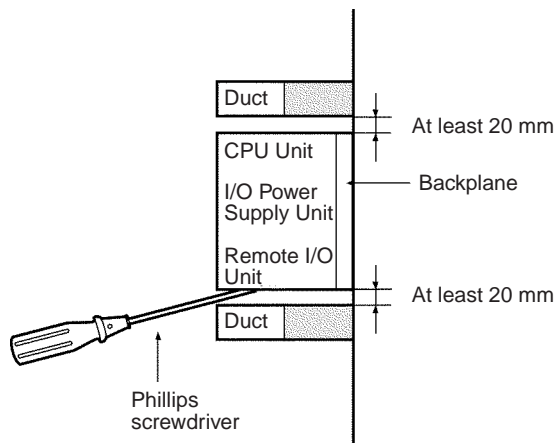 Duct
At least 20 mm
CPU Unit
I/O Power
Supply Unit
Remote I/O
Unit
Backplane
At least 20 mm
Duct
Phillips
screwdriver